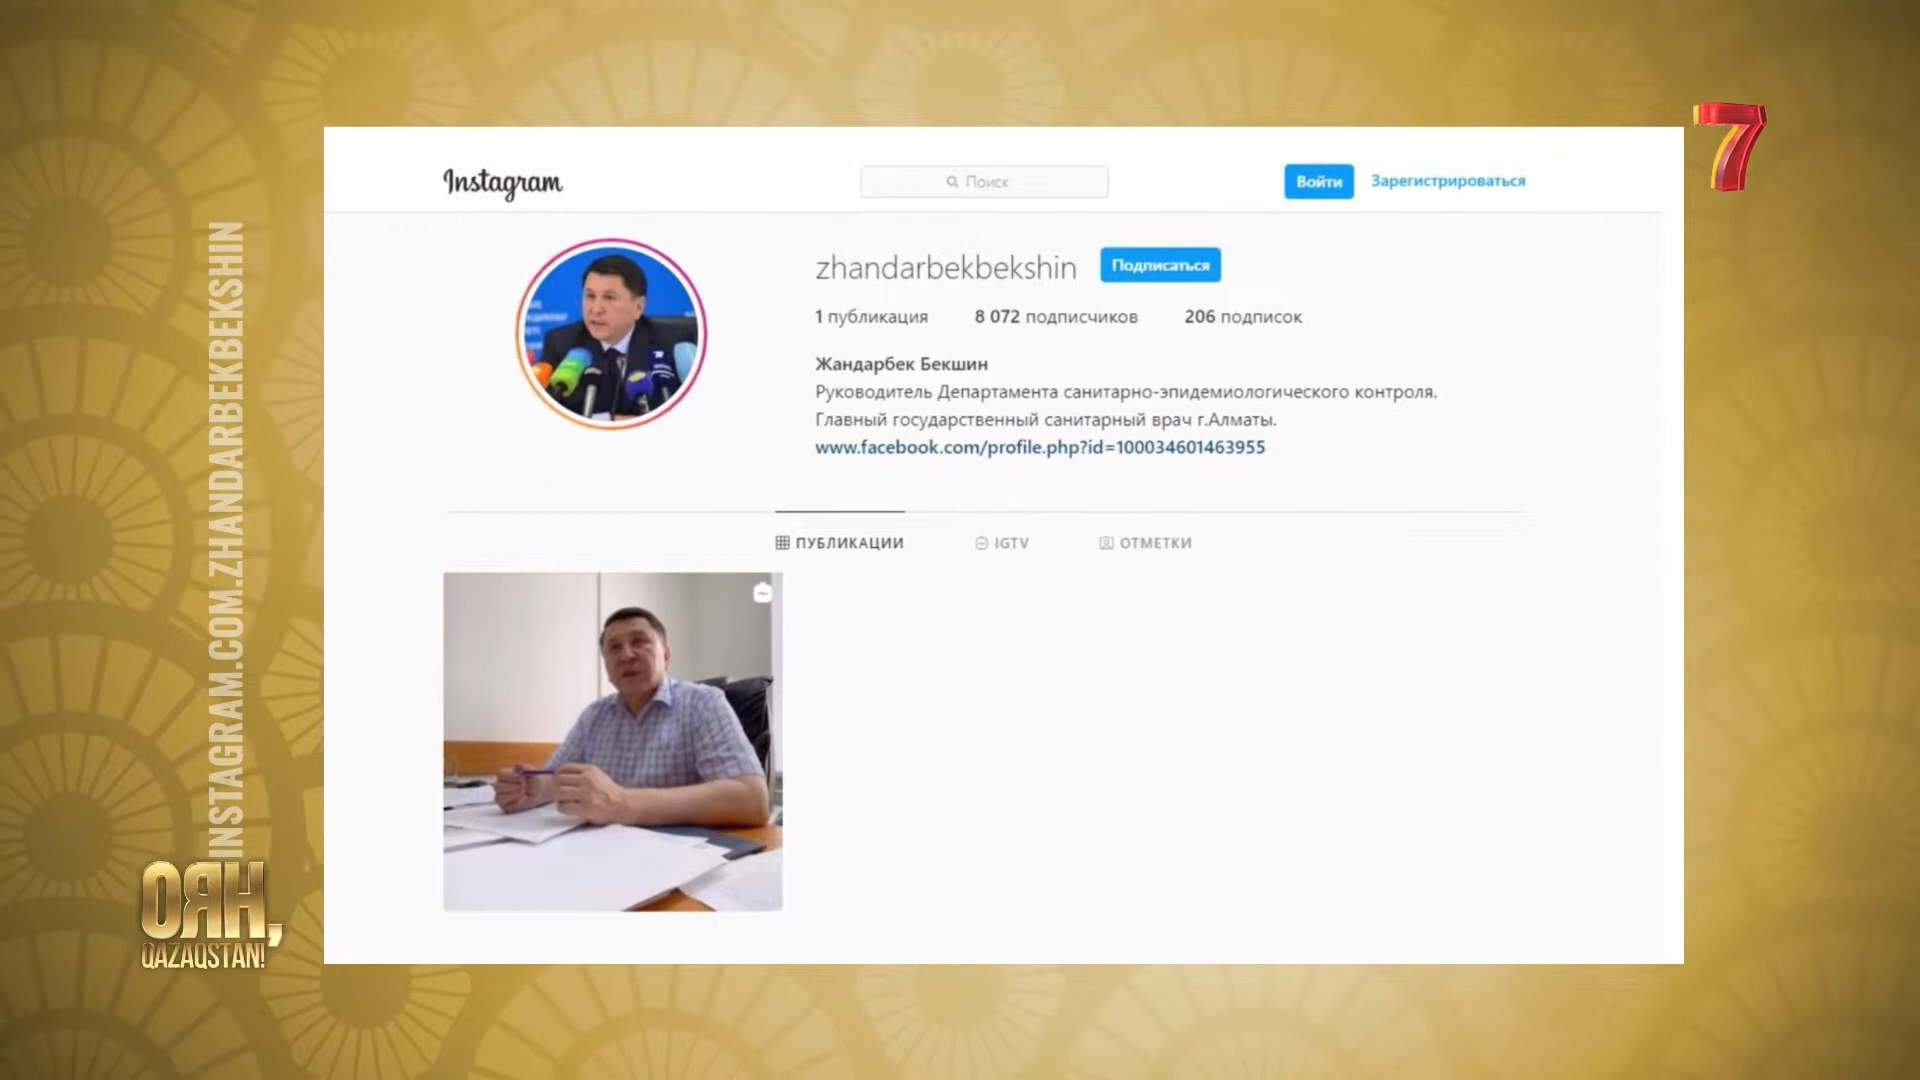 7
Instagram
Поиск
Войти
Зарегистрироваться
zhandarbekbekshin
Подписаться
1 публикация
8 072 подписчиков
206 подписок
Жандарбек Бекшин
Руководитель Департамента санитарно-эпидемиологического контроля.
Главный государственный санитарный врач г.Алматы.
www.facebook.com/profile.php?id=100034601463955
ПУБЛИКАЦИИ
IGTV
ОТМЕТКИ
INSTAGRAM.COM.ZHANDARBEKBEKSHIN
ОЯН,
QAZAQSTAN!